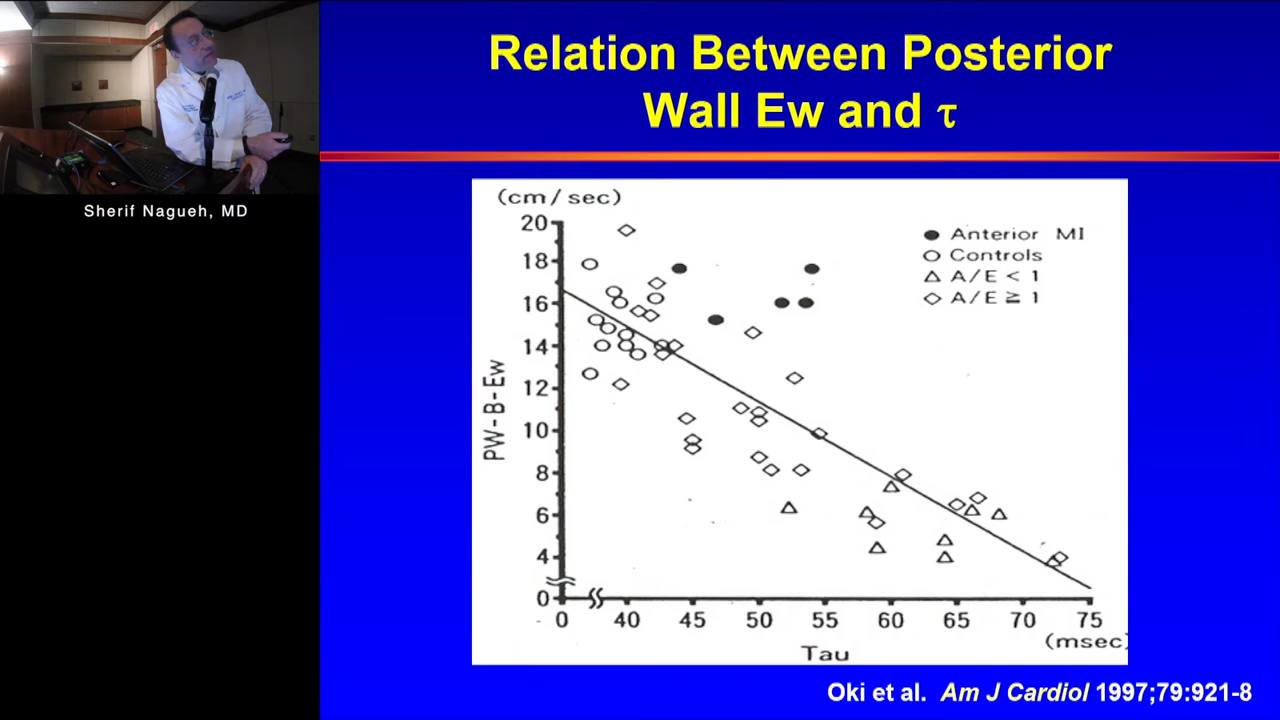 Relation Between Posterior
Wall Ew and τ
Sherif Nagueh, MD
(cm/sec)
20
18
16
14
12
10
8
6
4
0
PW-B-Ew
Anterior MI
Controls
A/E < 1
A/E ≧ 1
0 40 45 50 55 60 65 70 75
(msec)
Tau
Oki et al. Am J Cardiol 1997;79:921-8